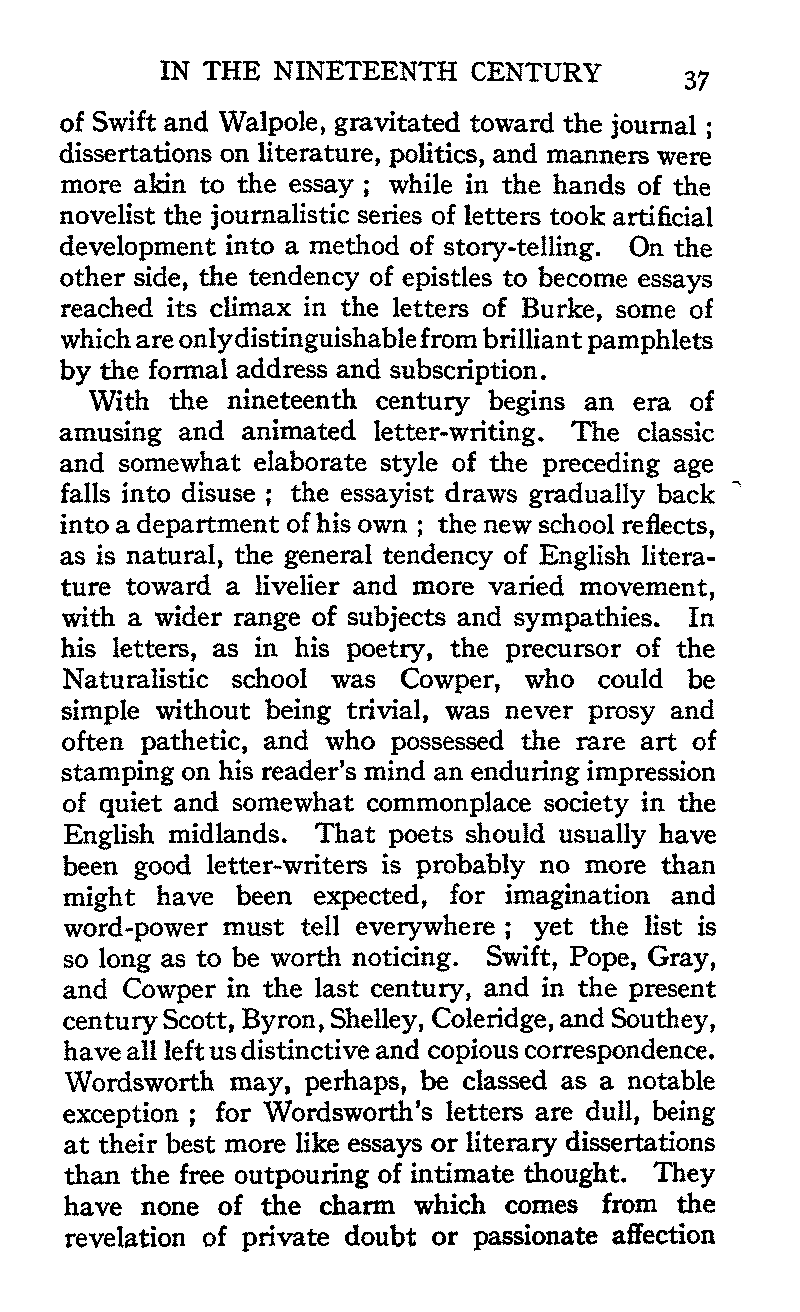 IN THE NINETEENTH CENTURY 37
of Swift and Walpole, gravitated toward the journal ;
dissertations on literature, politics, and manners were
more akin to the essay ; while in the hands of the
novelist the journalistic series of letters took artificial
development into a method of story-telling. On the
other side, the tendency of epistles to become essays
reached its climax in the letters of Burke, some of
which are only distinguishable from brilliant pamphlets
by the formal address and subscription.
With the nineteenth century begins an era of
amusing and animated letter-writing. The classic
and somewhat elaborate style of the preceding age
falls into disuse ; the essayist draws gradually back
into a department of his own ; the new school reflects,
as is natural, the general tendency of English litera-
ture toward a livelier and more varied movement,
with a wider range of subjects and sympathies. In
his letters, as in his poetry, the precursor of the
Naturalistic school was Cowper, who could be
simple without being trivial, was never prosy and
often pathetic, and who possessed the rare art of
stamping on his reader's mind an enduring impression
of quiet and somewhat commonplace society in the
English midlands. That poets should usually have
been good letter-writers is probably no more than
might have been expected, for imagination and
word-power must tell everywhere ; yet the list is
so long as to be worth noticing. Swift, Pope, Gray,
and Cowper in the last century, and in the present
century Scott, Byron, Shelley, Coleridge, and Southey,
have all left us distinctive and copious correspondence.
Wordsworth may, perhaps, be classed as a notable
exception ; for Wordsworth's letters are dull, being
at their best more like essays or literary dissertations
than the free outpouring of intimate thought. They
have none of the charm which comes from the
revelation of private doubt or passionate affection